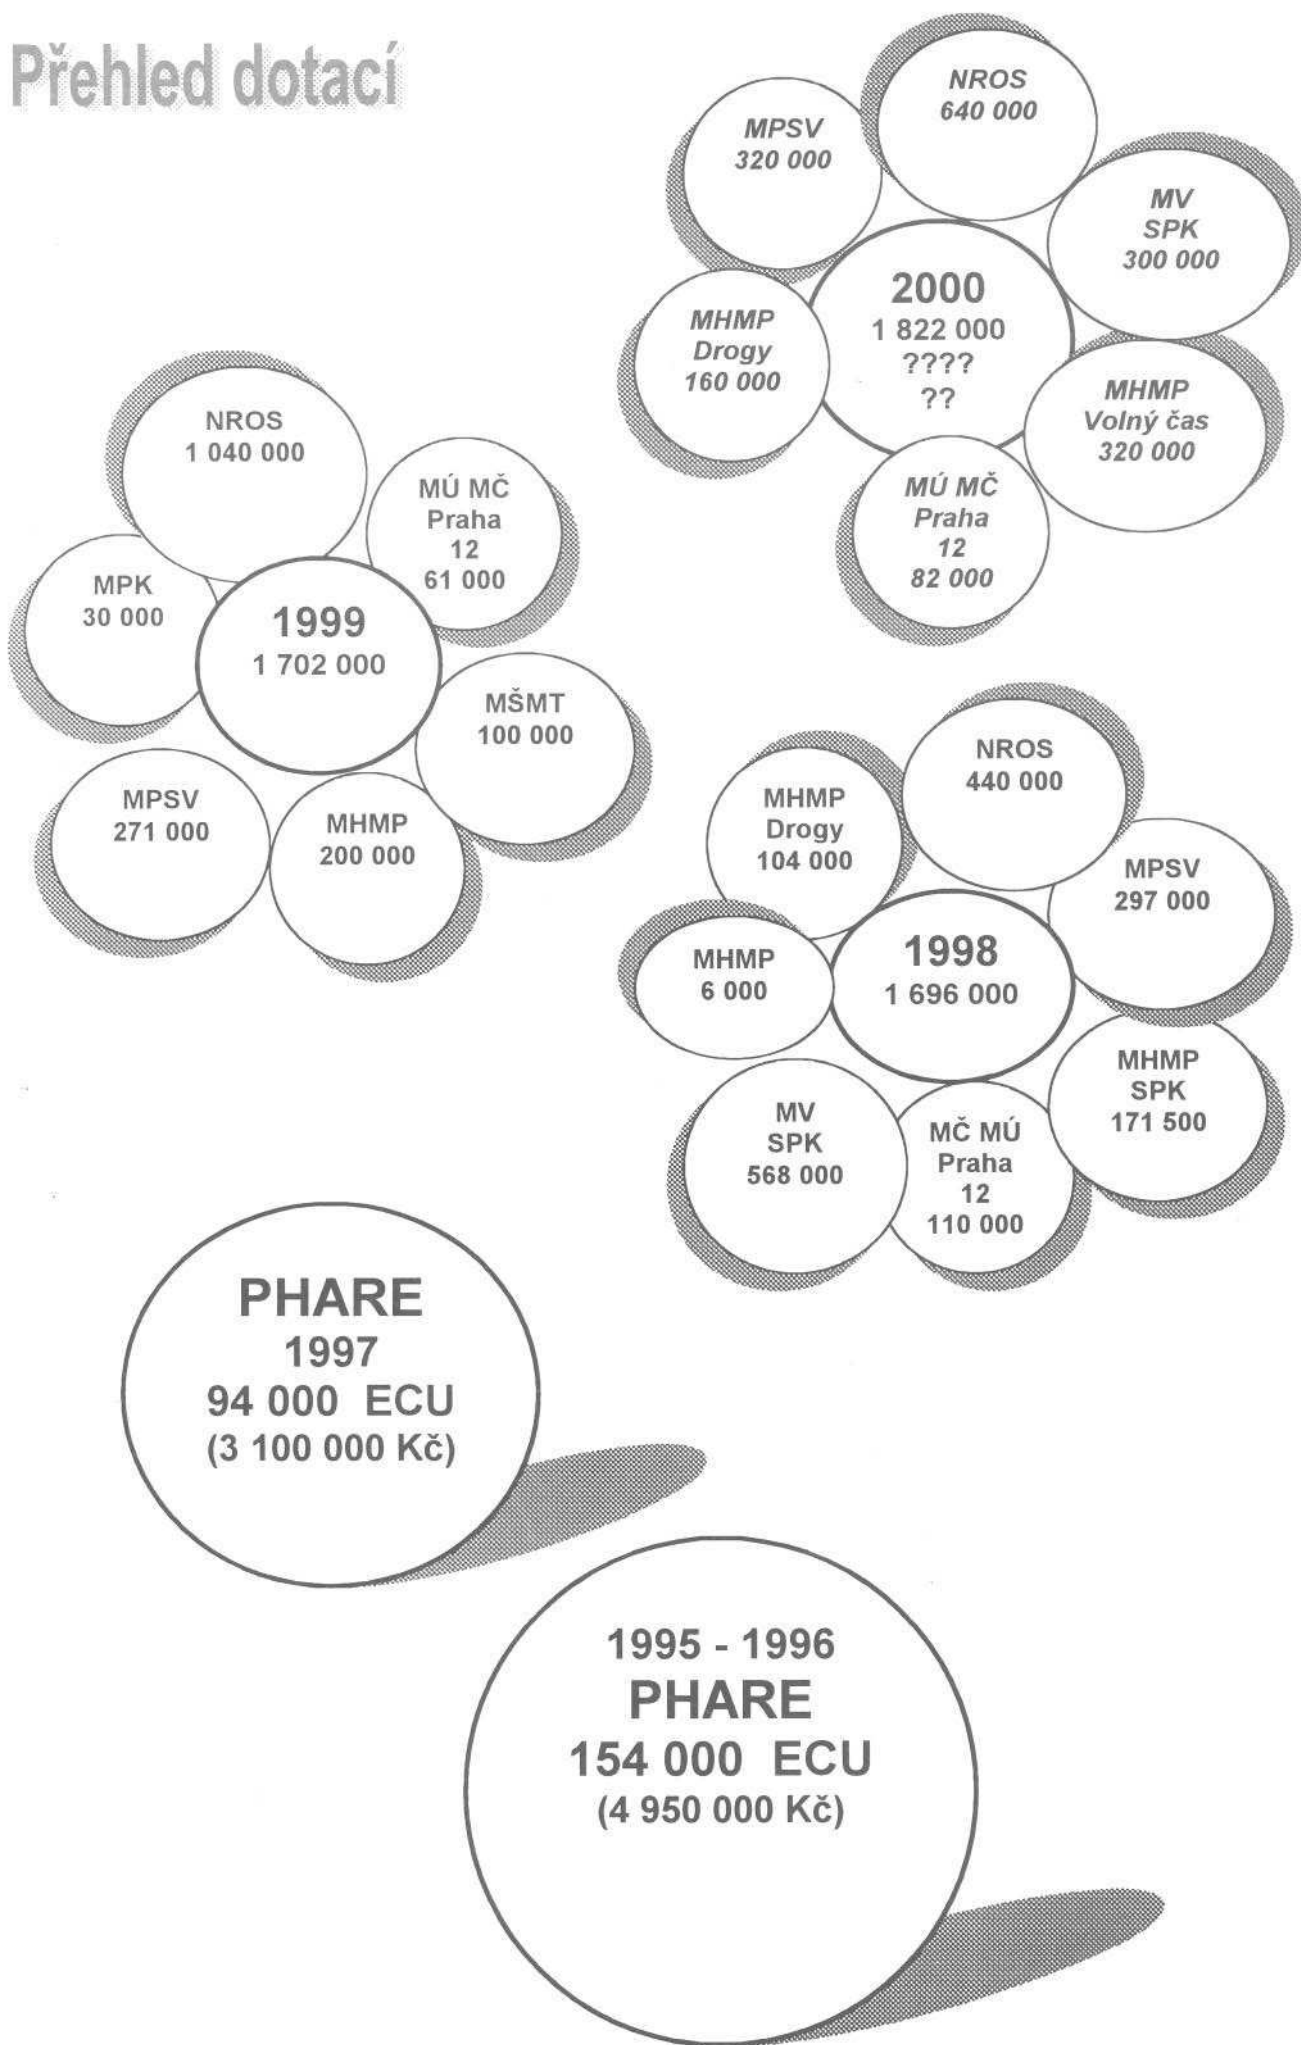 Přehled dotací
NROS
640 000
MPSV
320 000
MV
SPK
300 000
2000
1 822 000
????
??
MHMP
Drogy
160 000
MHMP
Volný čas
320 000
MÚ MČ
Praha
12
82 000
NROS
1 040 000
MÚ MČ
Praha
12
61 000
MPK
30 000
1999
1 702 000
MŠMT
100 000
MPSV
271 000
MHMP
200 000
NROS
440 000
MHMP
Drogy
104 000
MPSV
297 000
MHMP
6 000
1998
1 696 000
MHMP
SPK
171 500
MV
SPK
568 000
MČ MÚ
Praha
12
110 000
PHARE
1997
94 000 ECU
(3 100 000 Kč)
1995 - 1996
PHARE
154 000 ECU
(4 950 000 Kč)